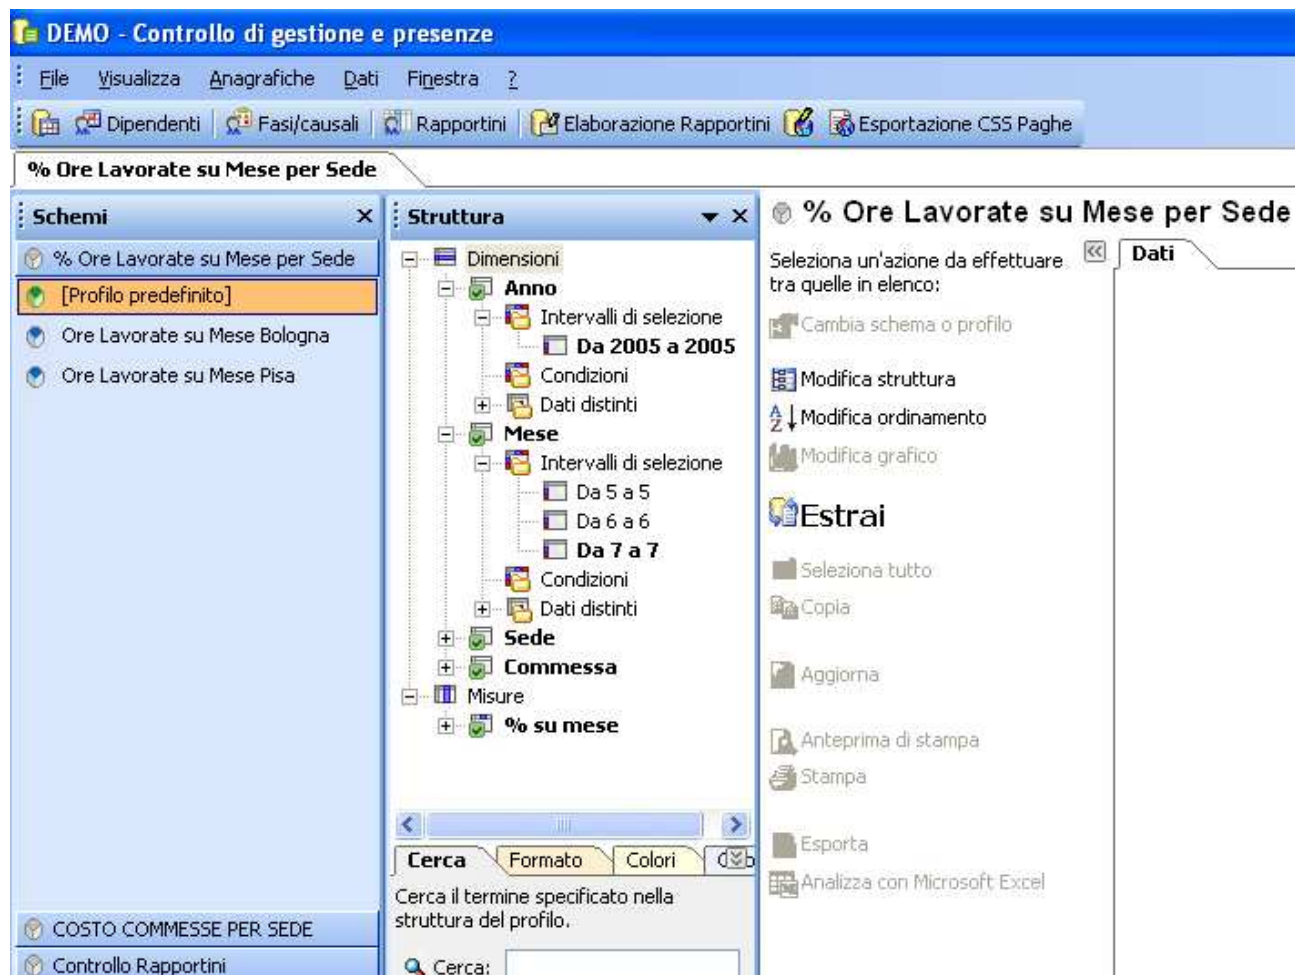 DEMO - Controllo di gestione e presenze
File Visualizza Anagrafiche Dati Finestra ?
Dipendenti Fasi/causali Rapportini Elaborazione Rapportini Esportazione CSS Paghe
% Ore Lavorate su Mese per Sede
Schemi
% Ore Lavorate su Mese per Sede
[Profilo predefinito]
Ore Lavorate su Mese Bologna
Ore Lavorate su Mese Pisa
COSTO COMMESSE PER SEDE
Controllo Rapportini
Struttura
Dimensioni
Anno
Intervalli di selezione
Da 2005 a 2005
Condizioni
Dati distinti
Mese
Intervalli di selezione
Da 5 a 5
Da 6 a 6
Da 7 a 7
Condizioni
Dati distinti
Sede
Commessa
Misure
% su mese
Cerca Formato Colori
Cerca il termine specificato nella
struttura del profilo.
Cerca:
% Ore Lavorate su Mese per Sede
Seleziona un'azione da effettuare
tra quelle in elenco:
Cambia schema o profilo
Modifica struttura
Modifica ordinamento
Modifica grafico
Estrai
Seleziona tutto
Copia
Aggiorna
Anteprima di stampa
Stampa
Esporta
Analizza con Microsoft Excel
Dati